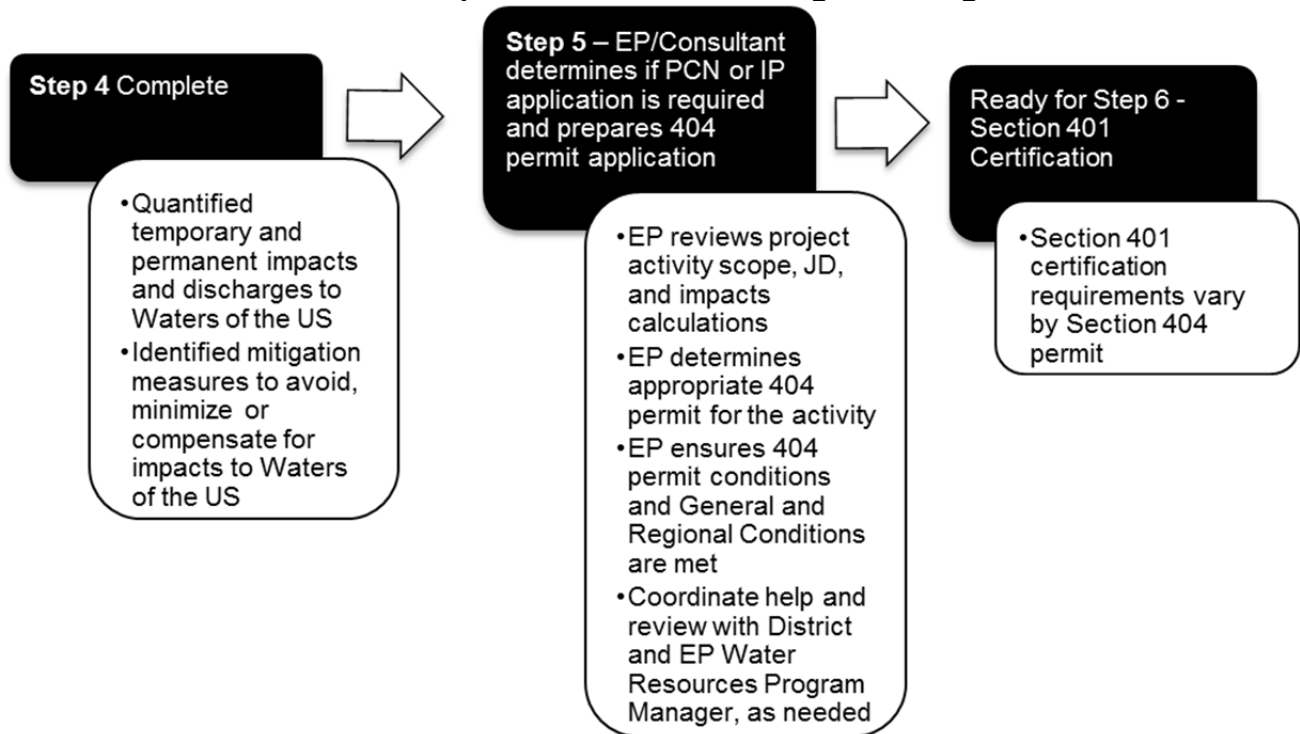 Step 4 Complete
•Quantified
temporary and
permanent impacts
and discharges to
Waters of the US
•Identified mitigation
measures to avoid,
minimize or
compensate for
impacts to Waters
of the US
Step 5 – EP/Consultant
determines if PCN or IP
application is required
and prepares 404
permit application
•EP reviews project
activity scope, JD,
and impacts
calculations
•EP determines
appropriate 404
permit for the activity
•EP ensures 404
permit conditions
and General and
Regional Conditions
are met
•Coordinate help and
review with District
and EP Water
Resources Program
Manager, as needed
Ready for Step 6 -
Section 401
Certification
•Section 401
certification
requirements vary
by Section 404
permit